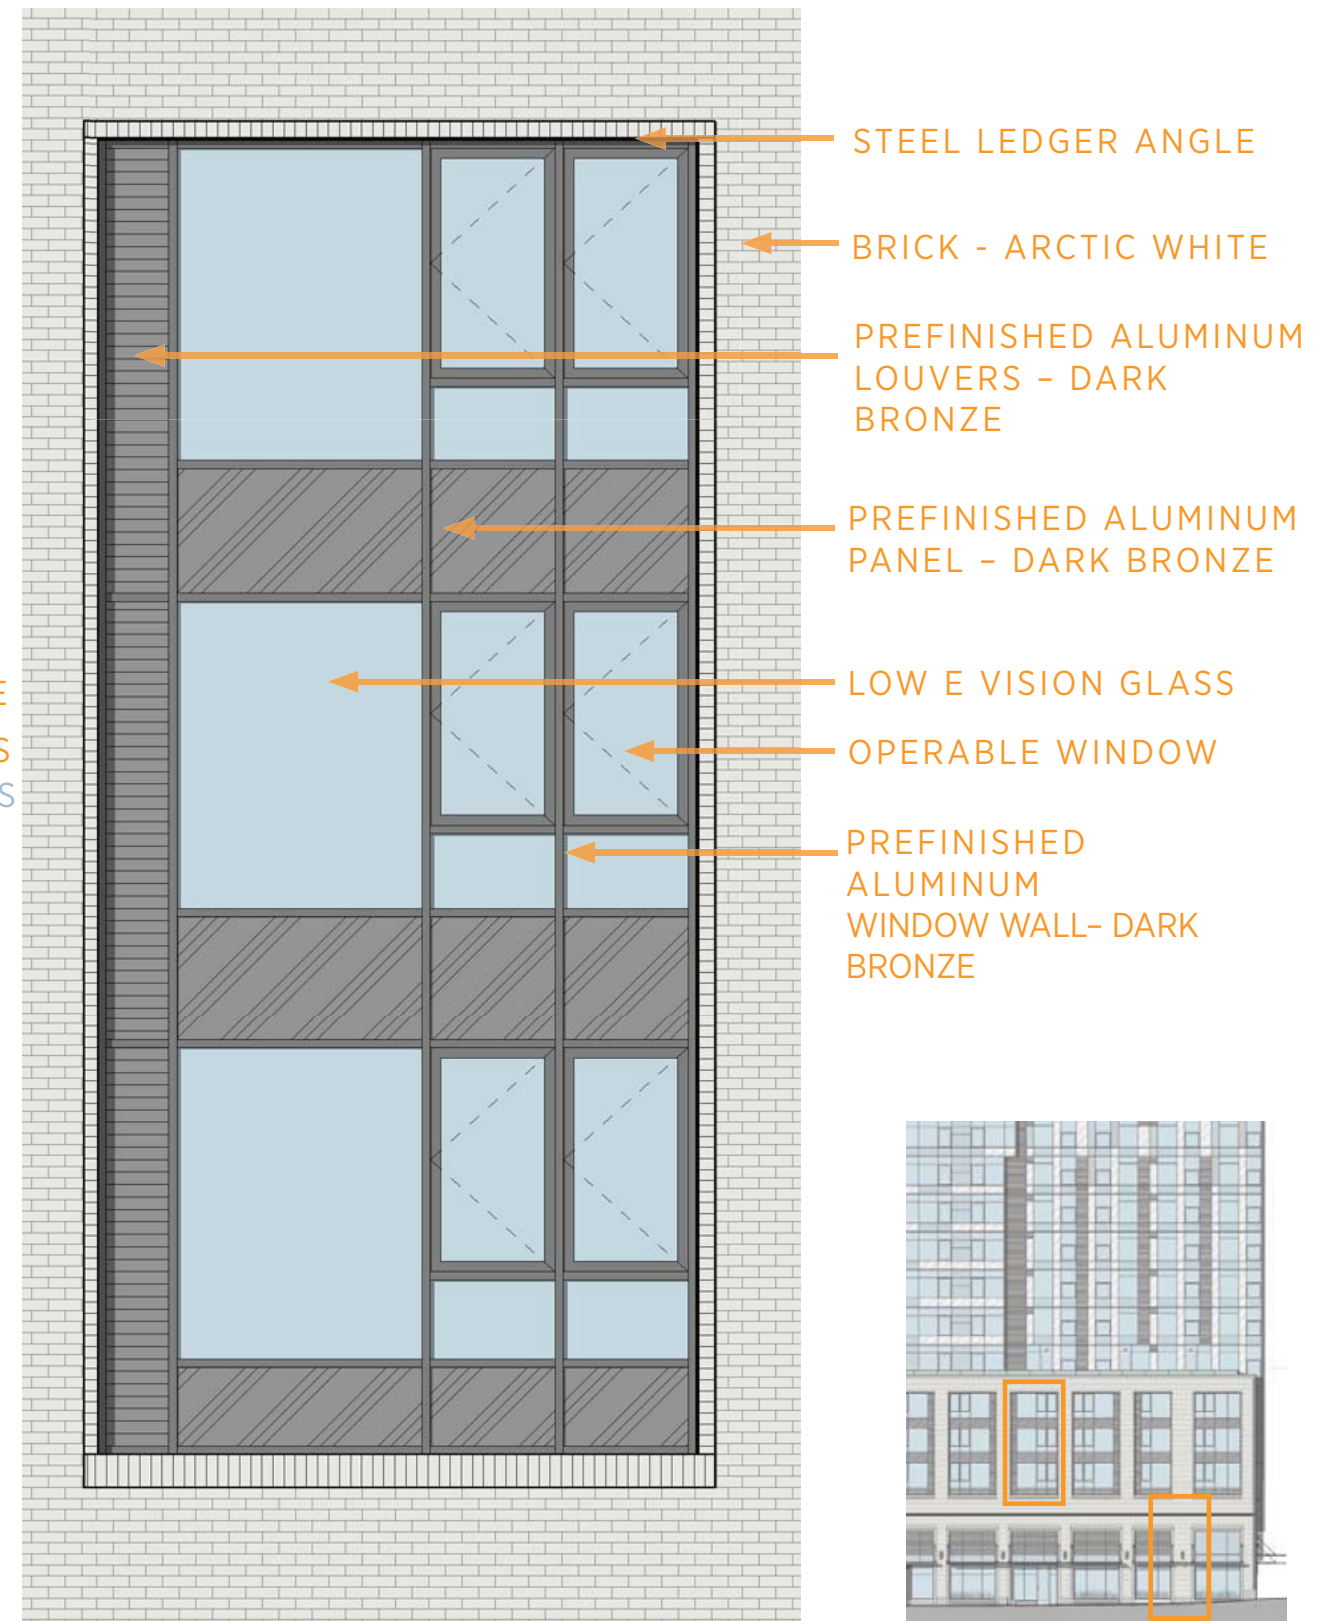 STEEL LEDGER ANGLE
BRICK - ARCTIC WHITE
PREFINISHED ALUMINUM
LOUVERS – DARK
BRONZE
PREFINISHED ALUMINUM
PANEL – DARK BRONZE
LOW E VISION GLASS
OPERABLE WINDOW
PREFINISHED
ALUMINUM
WINDOW WALL– DARK
BRONZE
E
S
S